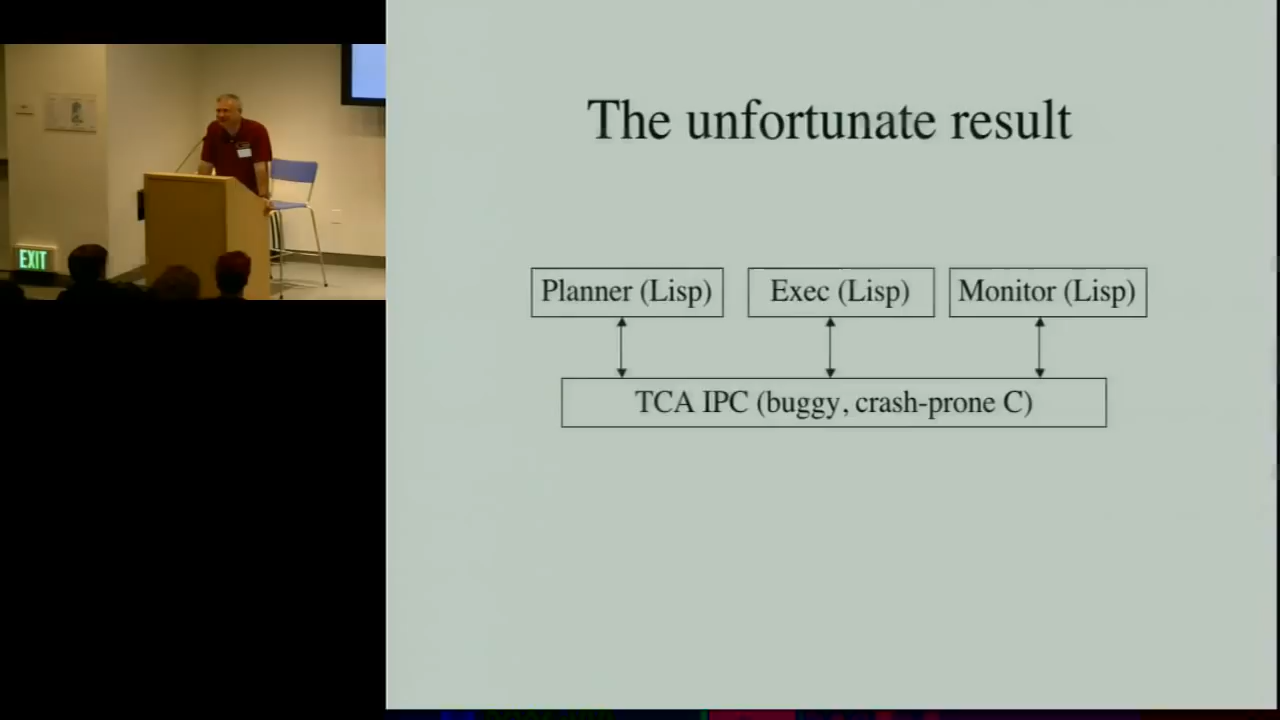 The unfortunate result
Planner (Lisp) Exec (Lisp) Monitor (Lisp)
TCA IPC (buggy, crash-prone C)
EXIT